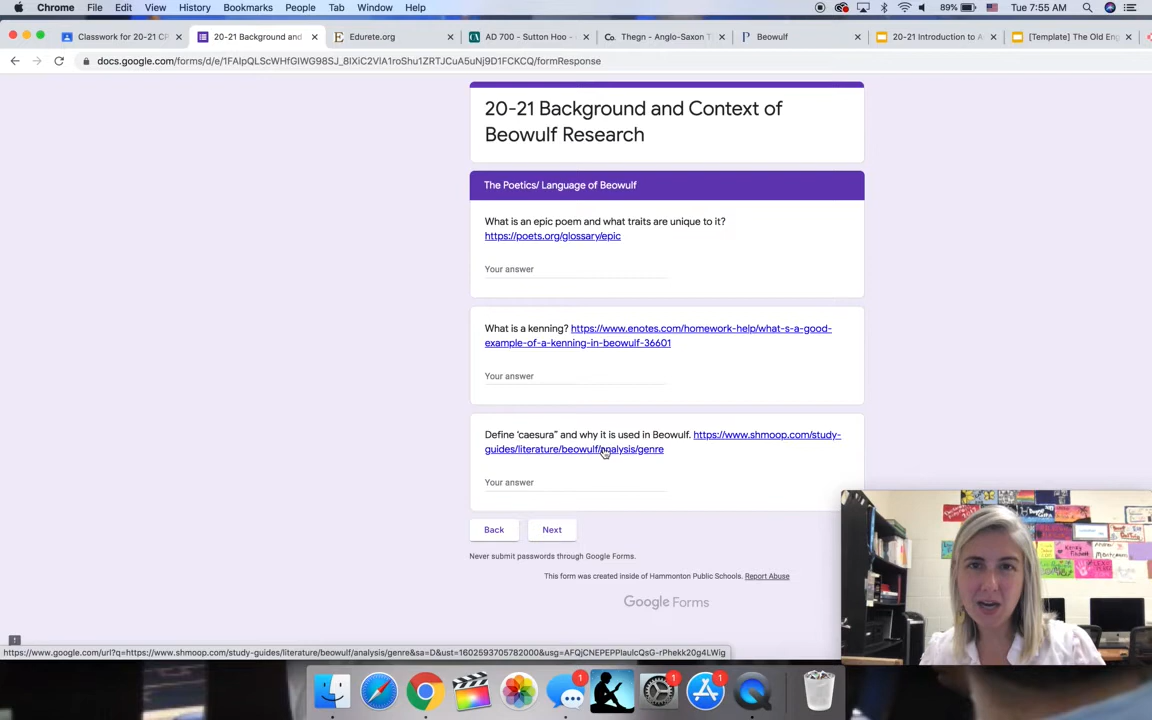 Chrome File Edit View History Bookmarks People Tab Window Help 89% Tue 7:55 AM
Classwork for 20-21 CP 20-21 Background and Edurete.org AD 700 - Sutton Hoo - Thegn - Anglo-Saxon T Beowulf 20-21 Introduction to A [Template] The Old Eng
docs.google.com/forms/d/e/1FAIpQLScWHfGIWG98SJ_8IXiC2VlA1roShu1ZRTJCuA5uNj9D1FCKCQ/formResponse
20-21 Background and Context of
Beowulf Research
The Poetics/ Language of Beowulf
What is an epic poem and what traits are unique to it?
https://poets.org/glossary/epic
Your answer
What is a kenning? https://www.enotes.com/homework-help/what-s-a-good-
example-of-a-kenning-in-beowulf-36601
Your answer
Define 'caesura" and why it is used in Beowulf. https://www.shmoop.com/study-
guides/literature/beowulf/analysis/genre
Your answer
Back Next
Never submit passwords through Google Forms.
This form was created inside of Hammonton Public Schools. Report Abuse
Google Forms
https://www.google.com/url?q=https://www.shmoop.com/study-guides/literature/beowulf/analysis/genre&sa=D&ust=1602593705782000&usg=AFQjCNEPEPPlaulcQsG-rPhekk20g4LWig
1 1 1